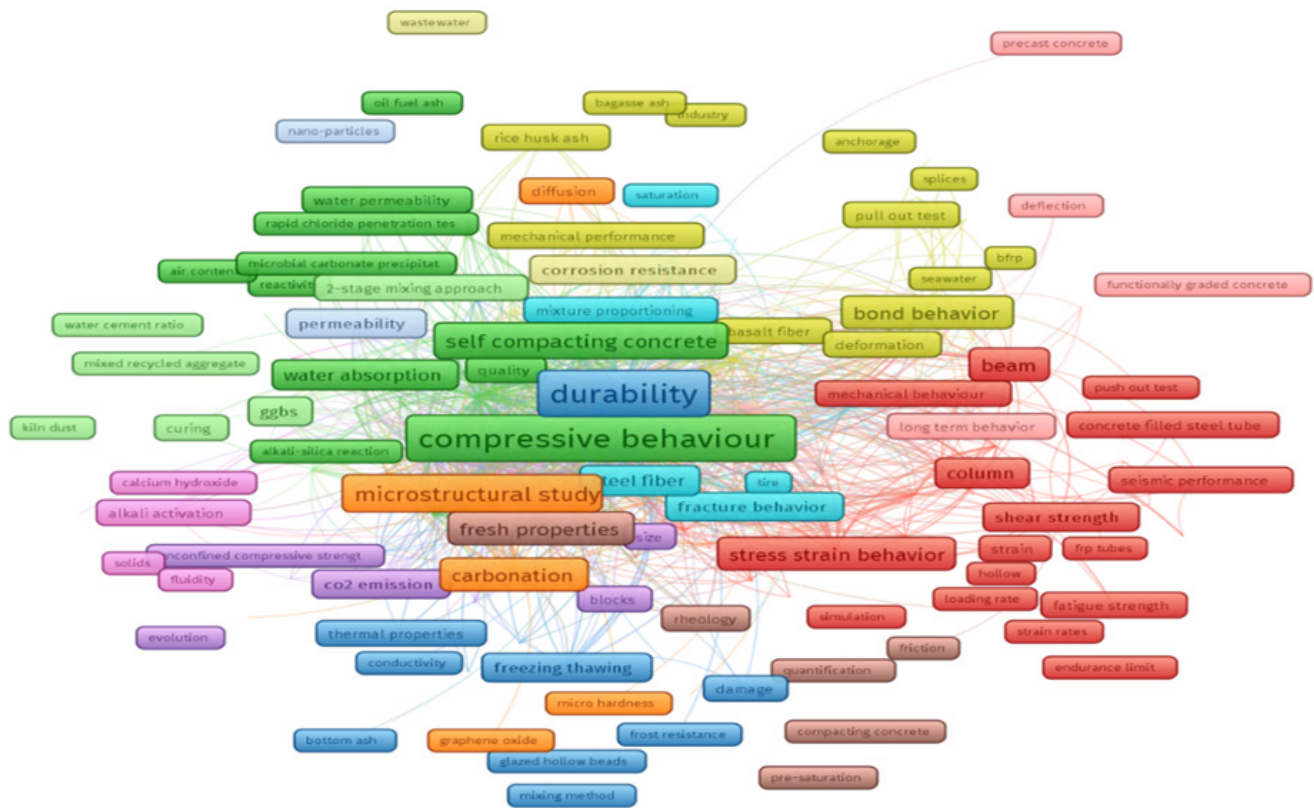 wastewater
precast concrete
oil fuel ash
bagasse ash
industry
nano-particles
rice husk ash
anchorage
splices
diffusion
saturation
water permeability
deflection
pull out test
rapid chloride penetration tes
mechanical performance
bfrp
microbial carbonate precipitat
air conten
corrosion resistance
seawater
reactivity
2-stage mixing approach
functionally graded concrete
mixture proportioning
bond behavior
water cement ratio
permeability
basalt fiber
self compacting concrete
deformation
mixed recycled aggregate
quality
beam
water absorption
push out test
durability
mechanical behaviour
ggbs
kiln dust
curing
long term behavior
concrete filled steel tube
compressive behaviour
alkali-silica reaction
column
calcium hydroxide
steel fiber
tire
seismic performance
microstructural study
fracture behavior
alkali activation
shear strength
fresh properties
size
unconfined compressive strengt
stress strain behavior
strain
frp tubes
solids
fluidity
carbonation
hollow
co2 emission
blocks
loading rate
fatigue strength
rheology
simulation
evolution
thermal properties
strain rates
friction
conductivity
freezing thawing
quantification
endurance limit
damage
micro hardness
compacting concrete
frost resistance
bottom ash
graphene oxide
glazed hollow beads
pre-saturation
mixing method